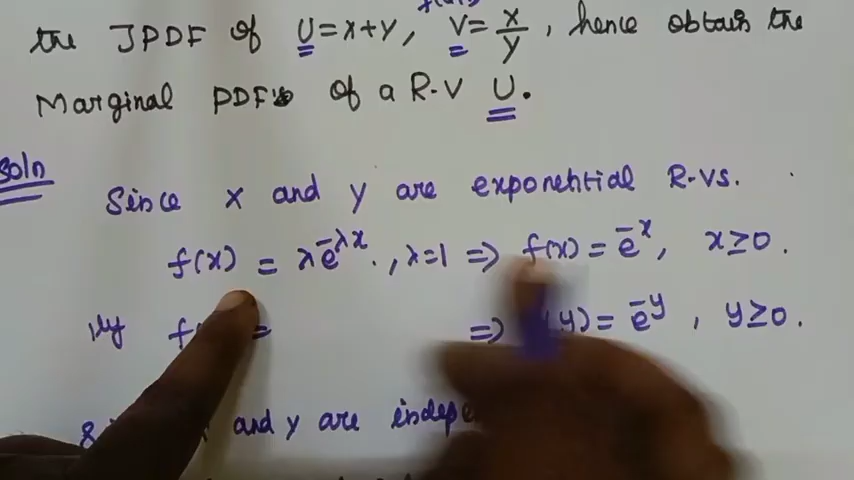 the JPDF of U=x+y, V=x/y, hence obtain the
Marginal PDF's of a R-V U.
Soln
Since x and y are exponential R-Vs.
f(x) = λe^-λx., λ=1 => f(x) = e^-x, x≥0.
llly = => (y) = e^-y, y≥0.
and y are indepe